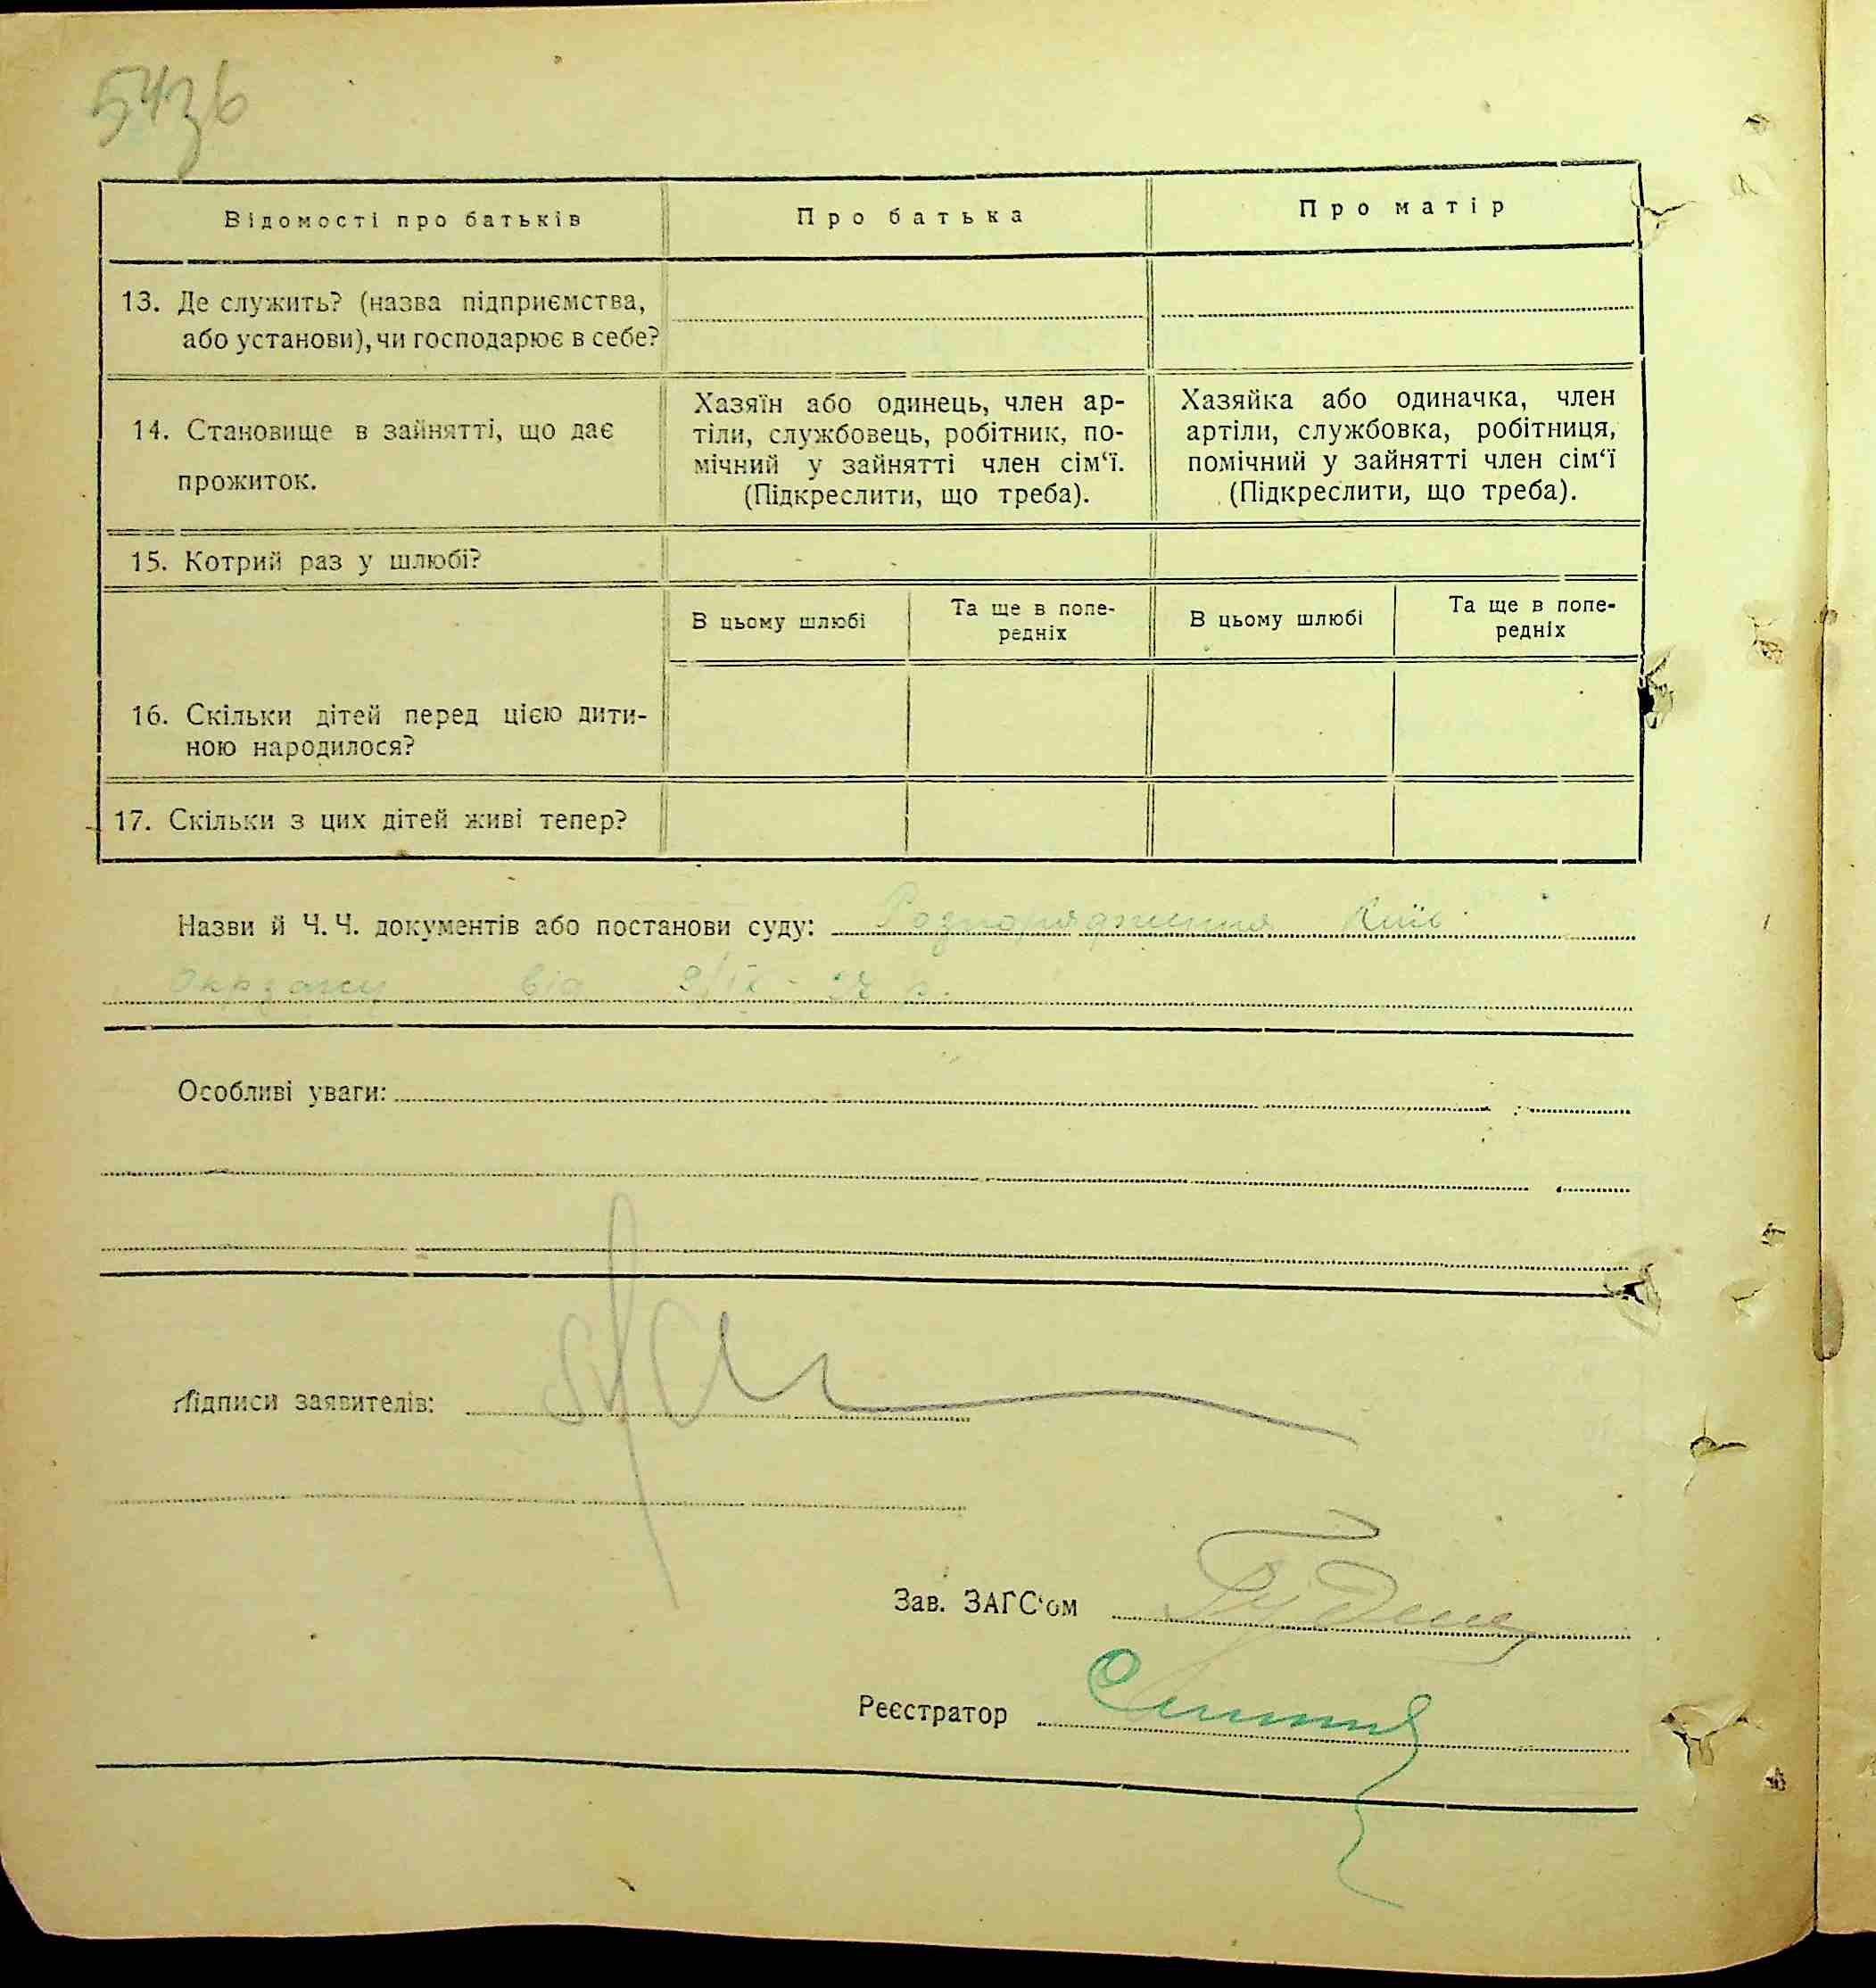 5436
Відомості про батьків
Про батька
Про матір
13. Де служить? (назва підприємства,
або установи), чи господарює в себе?
14. Становище в зайнятті, що дає
прожиток.
Хазяїн або одинець, член ар-
тіли, службовець, робітник, по-
мічний у зайнятті член сім‘ї.
(Підкреслити, що треба).
Хазяйка або одиначка, член
артіли, службовка, робітниця,
помічний у зайнятті член сім‘ї
(Підкреслити, що треба).
15. Котрий раз у шлюбі?
В цьому шлюбі
Та ще в попе-
редніх
В цьому шлюбі
Та ще в попе-
редніх
16. Скільки дітей перед цією дити-
ною народилося?
17. Скільки з цих дітей живі тепер?
Назви й Ч. Ч. документів або постанови суду: Розпорядження Київ
від 9/IX - 27 р.
Особливі уваги:
Підписи заявителів:
Зав. ЗАГС‘ом
Реєстратор